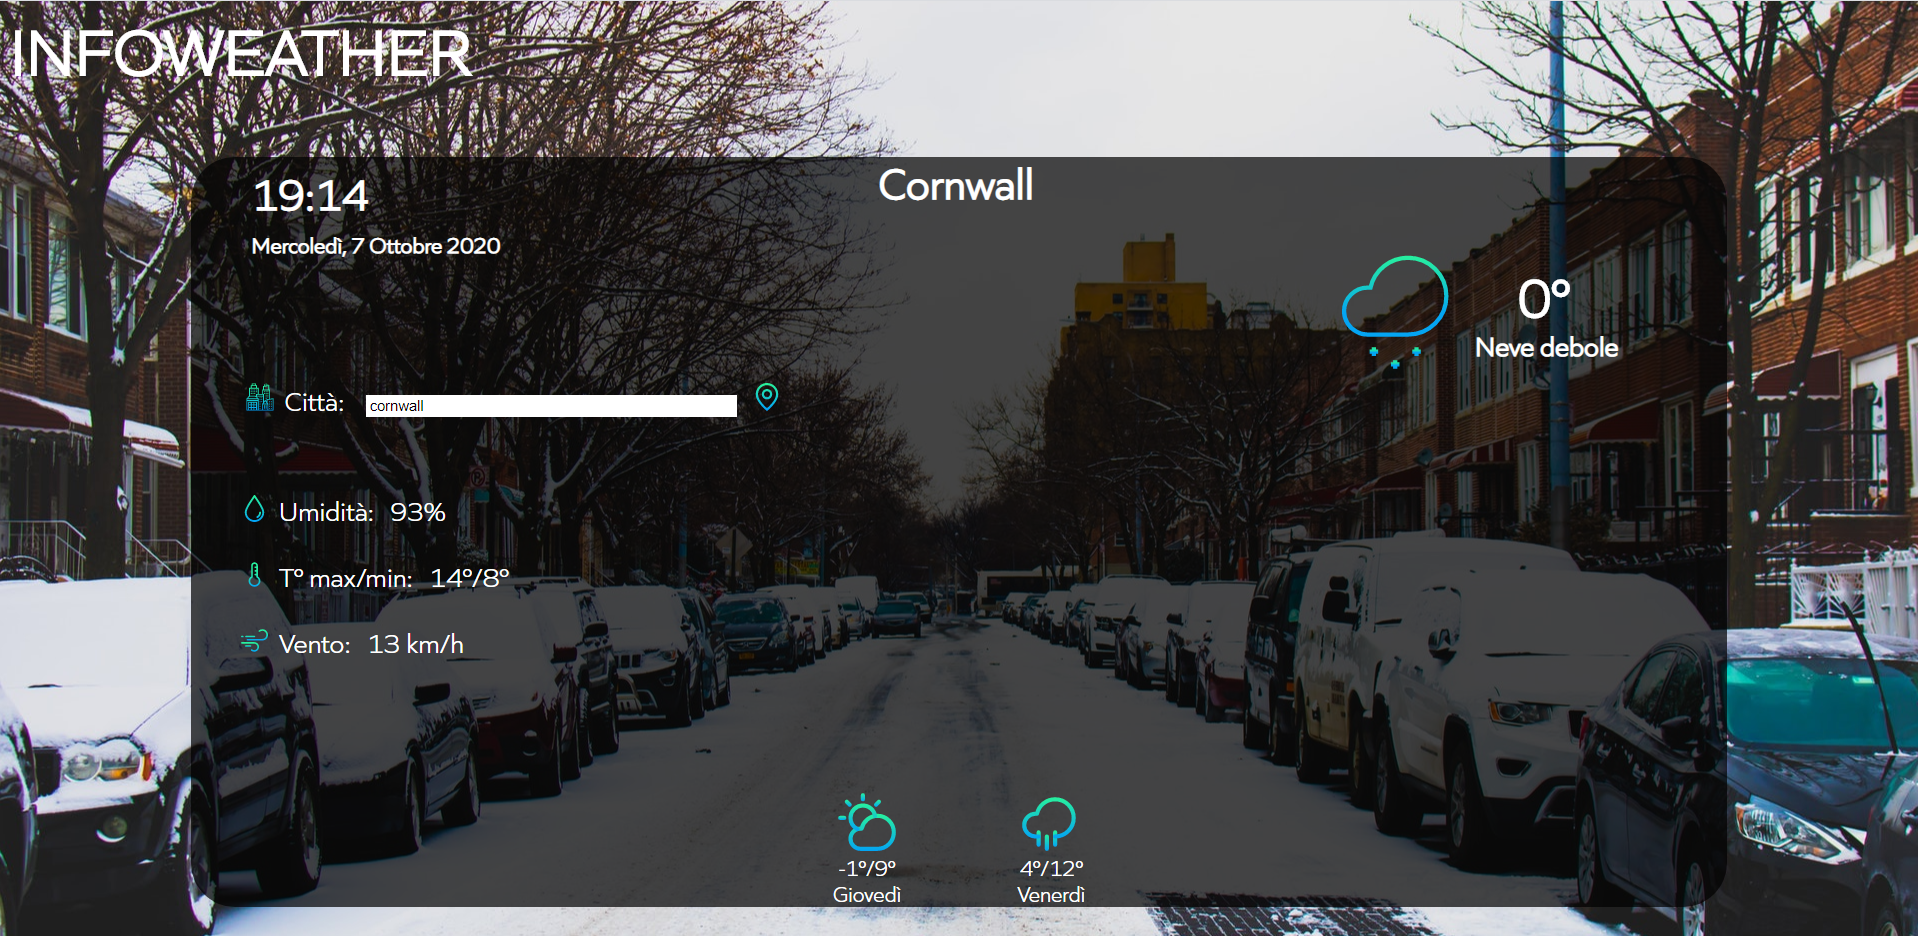 INFOWEATHER
19:14
Cornwall
Mercoledì, 7 Ottobre 2020
0°
Neve debole
Città: cornwall
Umidità: 93%
T° max/min: 14°/8°
Vento: 13 km/h
-1°/9° 4°/12°
Giovedì Venerdì